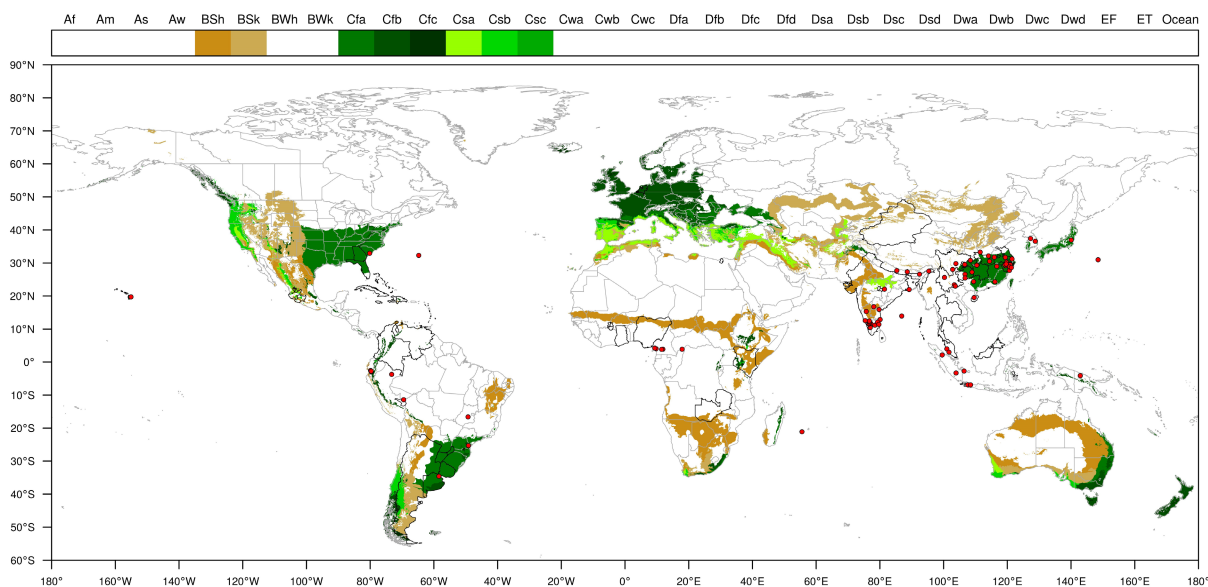 Af Am As Aw BSh BSk BWh BWk Cfa Cfb Cfc Csa Csb Csc Cwa Cwb Cwc Dfa Dfb Dfc Dfd Dsa Dsb Dsc Dsd Dwa Dwb Dwc Dwd EF ET Ocean
90°N
80°N
70°N
60°N
50°N
40°N
30°N
20°N
10°N
0°
10°S
20°S
30°S
40°S
50°S
60°S
180° 160°W 140°W 120°W 100°W 80°W 60°W 40°W 20°W 0° 20°E 40°E 60°E 80°E 100°E 120°E 140°E 160°E 180°